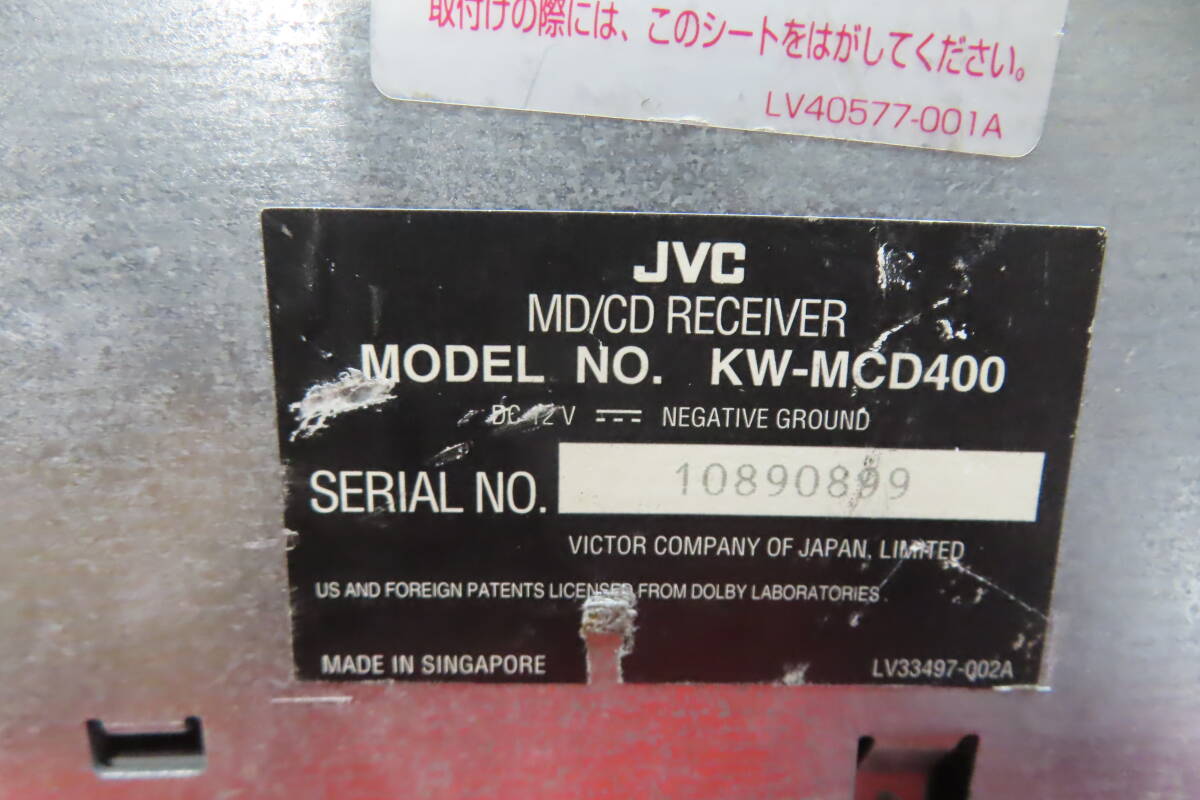 取付けの際には、このシートをはがしてください。
LV40577-001A
JVC
MD/CD RECEIVER
MODEL NO. KW-MCD400
DC 12V ⎓ NEGATIVE GROUND
SERIAL NO. 10890899
VICTOR COMPANY OF JAPAN, LIMITED
US AND FOREIGN PATENTS LICENSED FROM DOLBY LABORATORIES.
MADE IN SINGAPORE LV33497-002A